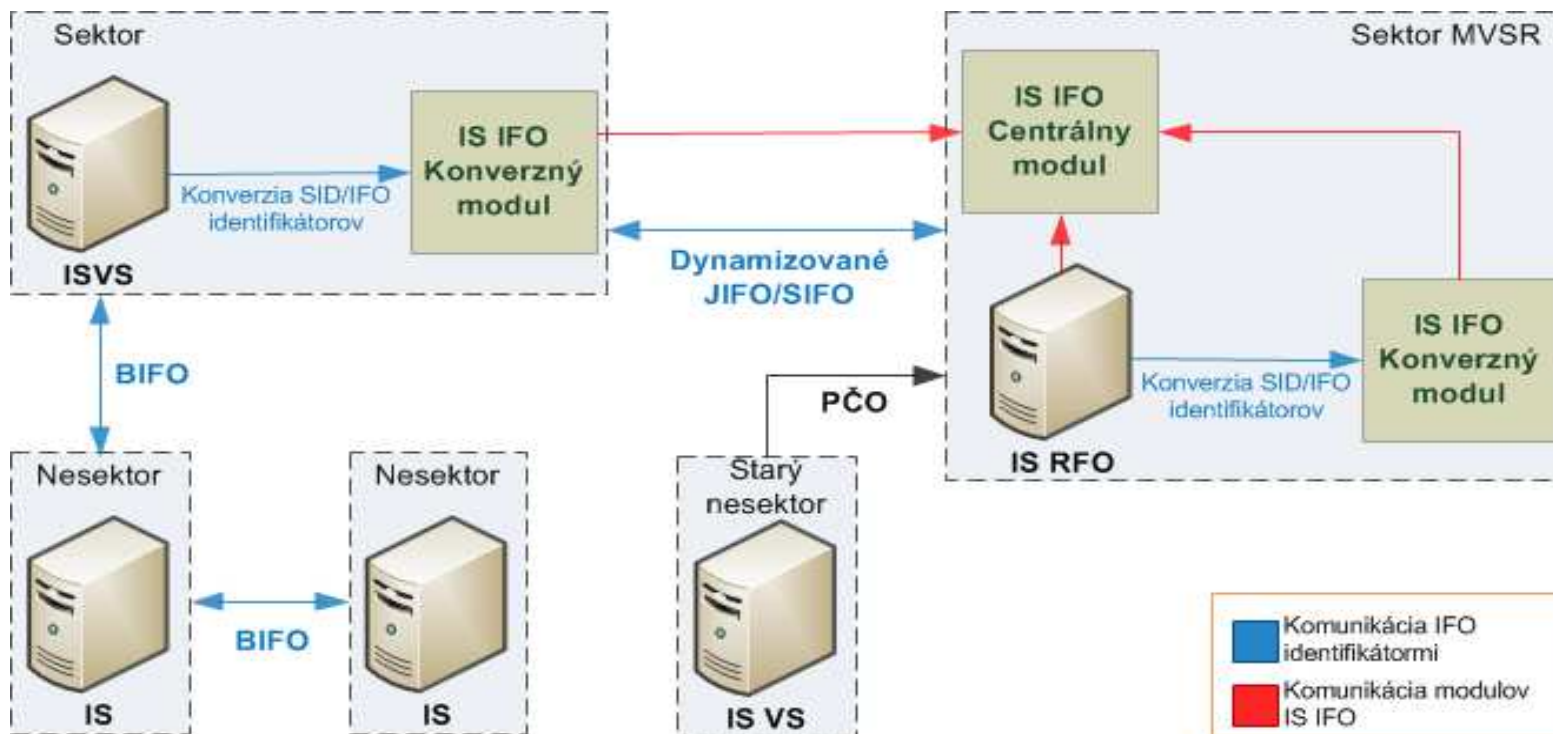 Sektor
IS IFO
Konverzný
modul
Konverzia SID/IFO
identifikátorov
ISVS
Dynamizované
JIFO/SIFO
Sektor MVSR
IS IFO
Centrálny
modul
IS IFO
Konverzný
modul
Konverzia SID/IFO
identifikátorov
IS RFO
BIFO
PČO
Nesektor
IS
BIFO
Nesektor
IS
Starý
nesektor
IS VS
Komunikácia IFO
identifikátormi
Komunikácia modulov
IS IFO